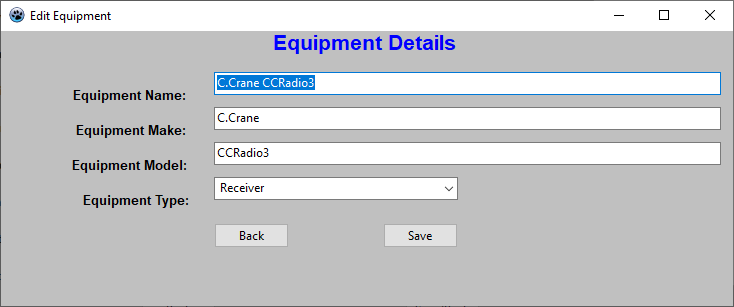 Edit Equipment
Equipment Details
Equipment Name: C.Crane CCRadio3
Equipment Make: C.Crane
Equipment Model: CCRadio3
Equipment Type: Receiver
Back Save